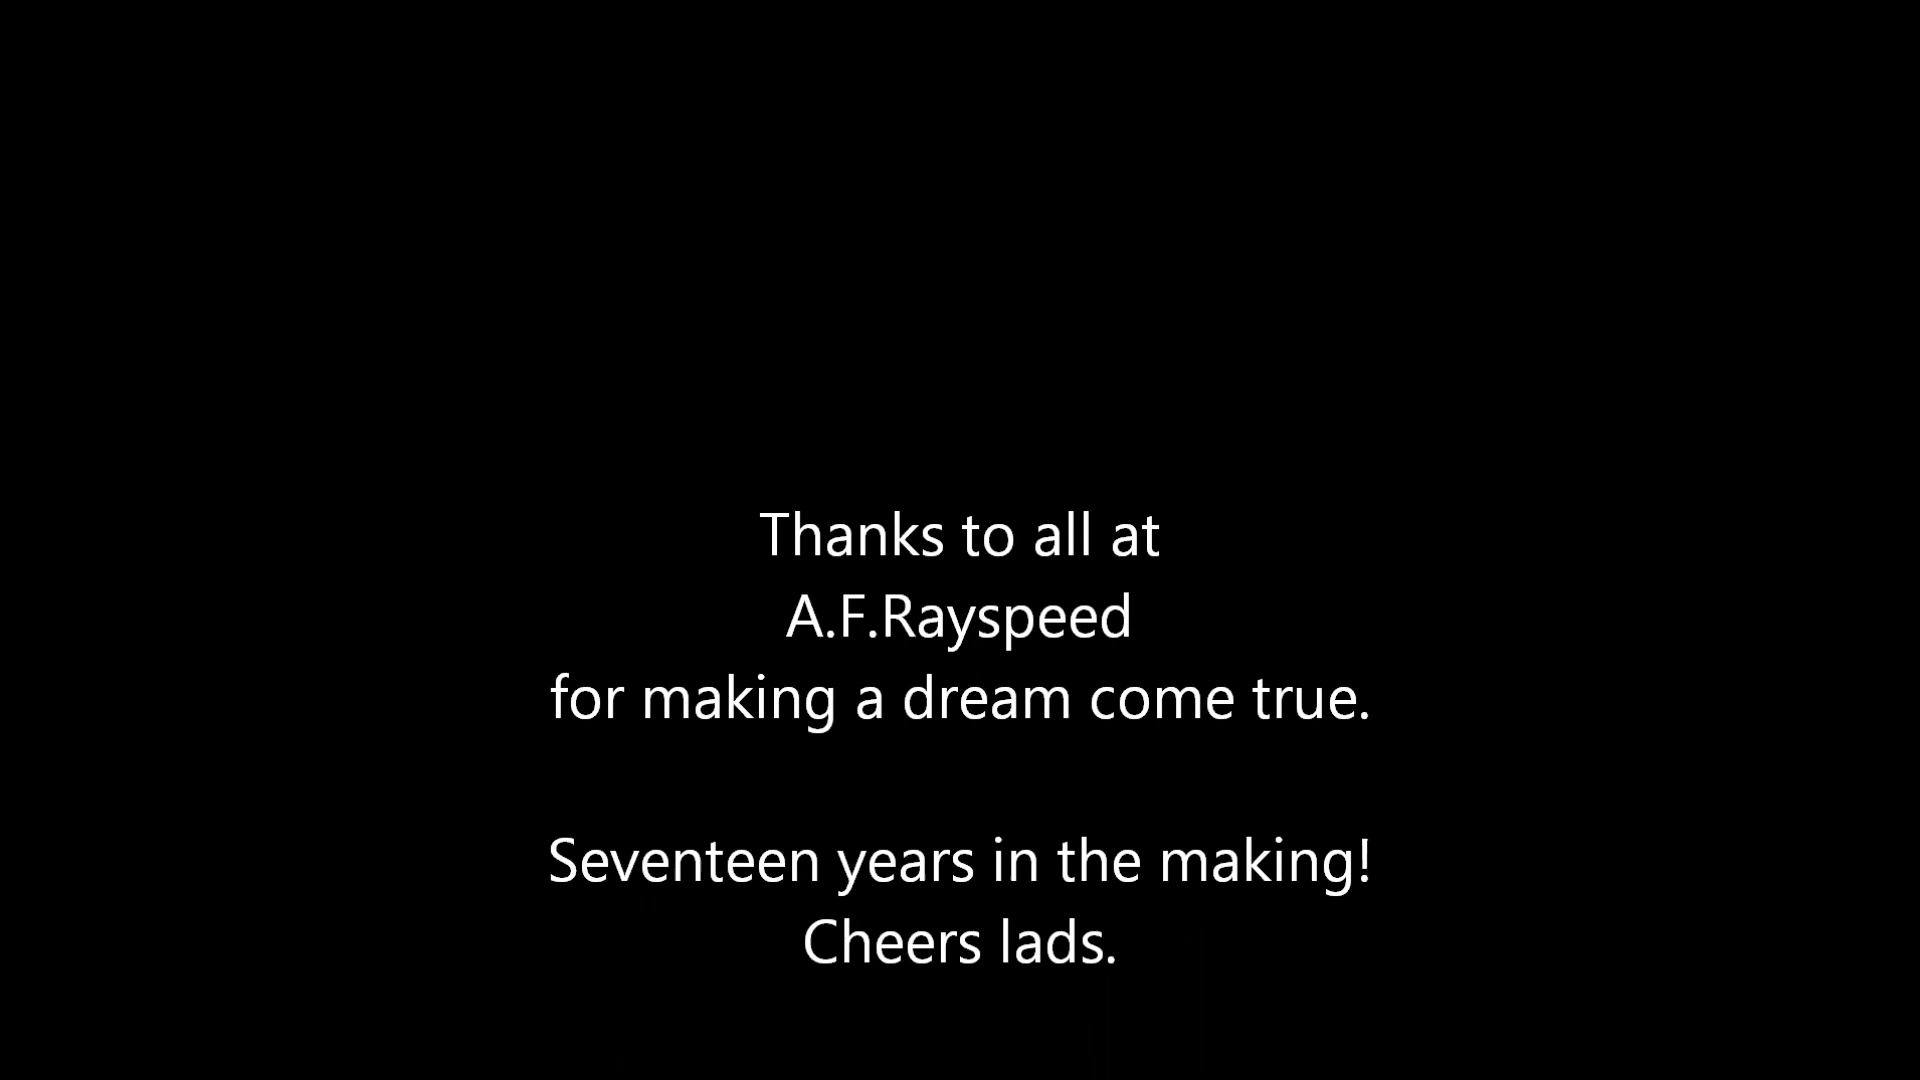 Thanks to all at
A.F.Rayspeed
for making a dream come true.
Seventeen years in the making!
Cheers lads.